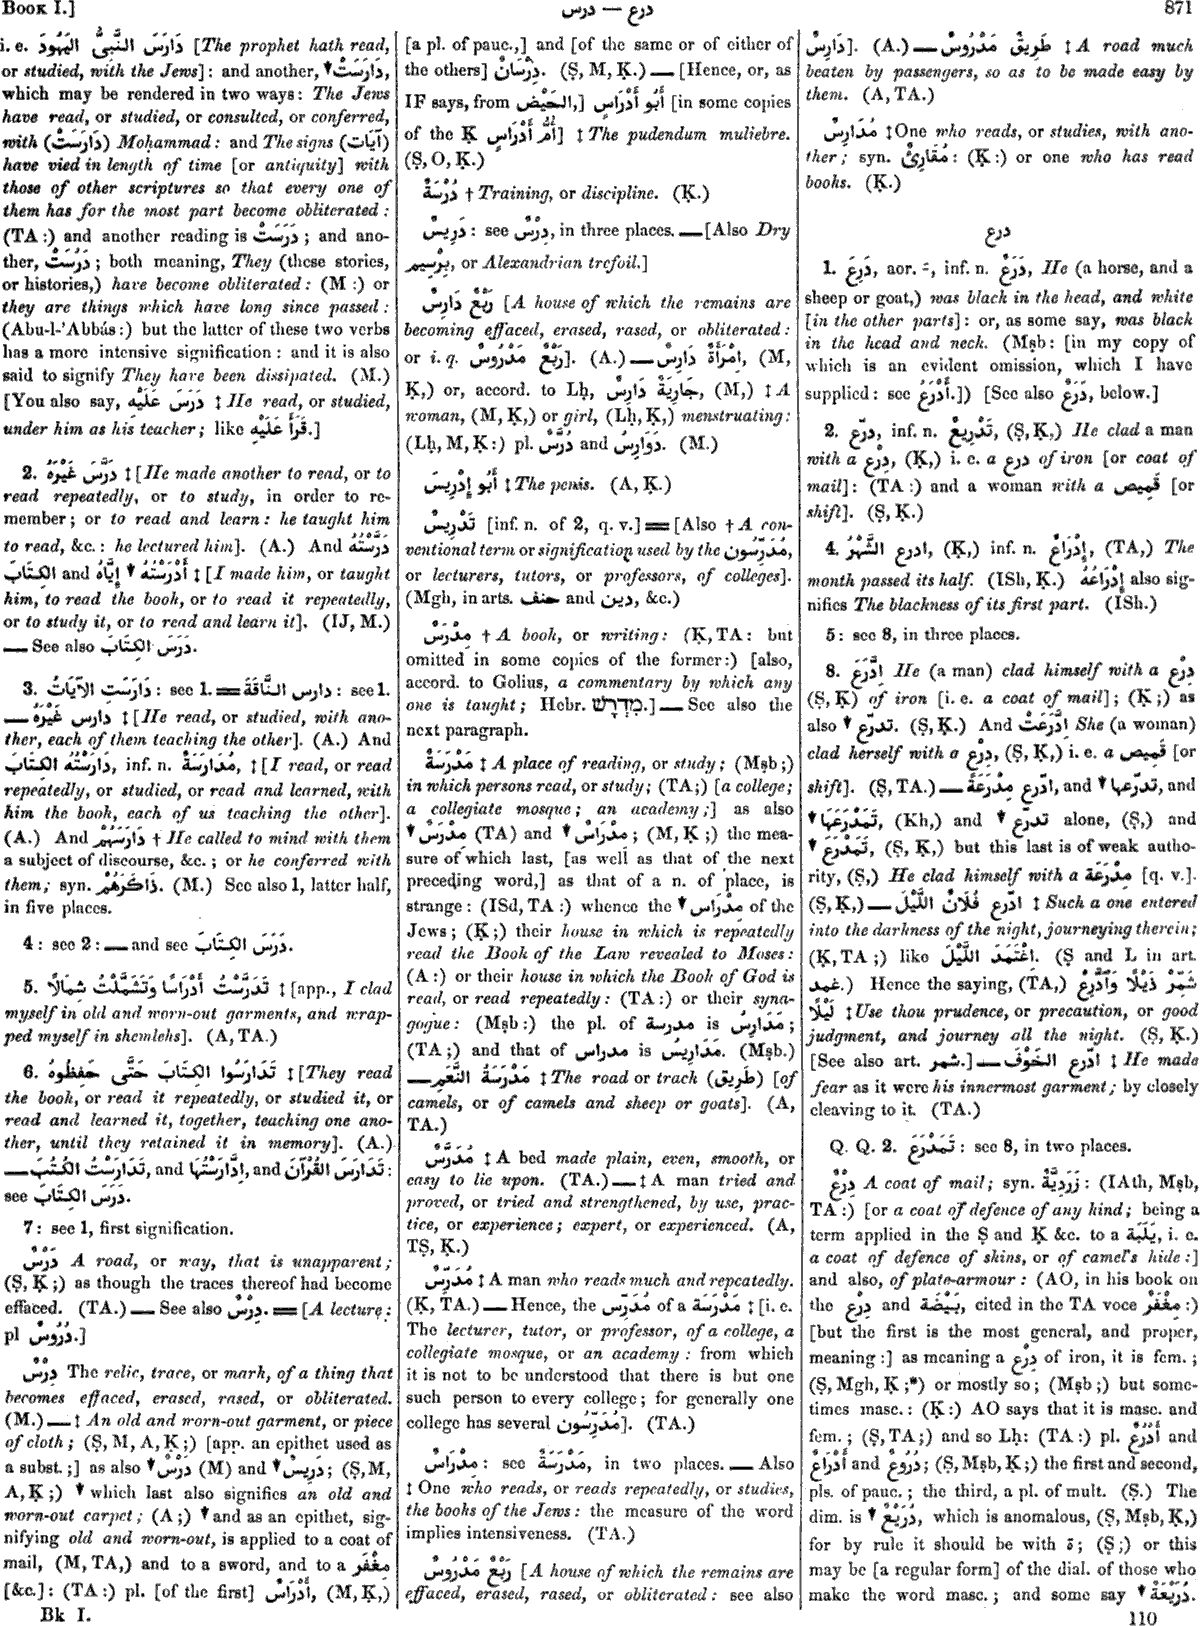 BOOK I.]
درس — درع
871
i. e. دَارَسَ النَّبِىُّ اليَهُودَ [The prophet hath read,
or studied, with the Jews]: and another, ▼ دَارَسَتْ,
which may be rendered in two ways: The Jews
have read, or studied, or consulted, or conferred,
with (دَارَسَتْ) Moḥammad: and The signs (آيَات)
have vied in length of time [or antiquity] with
those of other scriptures so that every one of
them has for the most part become obliterated:
(TA:) and another reading is دَرَسَتْ; and ano-
ther, دَرُسَتْ; both meaning, They (these stories,
or histories,) have become obliterated: (M:) or
they are things which have long since passed:
(Abu-l-'Abbás:) but the latter of these two verbs
has a more intensive signification: and it is also
said to signify They have been dissipated. (M.)
[You also say, دَرَسَ عَلَيْهِ ‡ He read, or studied,
under him as his teacher; like قَرَأَ عَلَيْهِ.]
2. دَرَّسَ غَيْرَهُ ‡ [He made another to read, or to
read repeatedly, or to study, in order to re-
member; or to read and learn: he taught him
to read, &c.: he lectured him]. (A.) And دَرَّسْتُهُ
الكِتَابَ and إِيَّاهُ ▼ أَدْرَسْتُهُ ‡ [I made him, or taught
him, to read the book, or to read it repeatedly,
or to study it, or to read and learn it]. (IJ, M.)
— See also دَرَسَ الكِتَابَ.
3. دَارَسَتِ الآيَاتُ: see 1. = دارس النَّاقَةَ: see 1.
— دارس غَيْرَهُ ‡ [He read, or studied, with ano-
ther, each of them teaching the other]. (A.) And
دَارَسْتُهُ الكِتَابَ, inf. n. مُدَارَسَةٌ, ‡ [I read, or read
repeatedly, or studied, or read and learned, with
him the book, each of us teaching the other].
(A.) And دَارَسَهُمْ † He called to mind with them
a subject of discourse, &c.; or he conferred with
them; syn. ذَاكَرَهُمْ. (M.) See also 1, latter half,
in five places.
4: see 2: — and see دَرَسَ الكِتَابَ.
5. تَدَرَّسْتُ أَدْرَاسًا وَتَشَمَّلْتُ شِمَالًا ‡ [app., I clad
myself in old and worn-out garments, and wrap-
ped myself in shemlehs]. (A, TA.)
6. تَدَارَسُوا الكِتَابَ حَتَّى حَفِظُوهُ ‡ [They read
the book, or read it repeatedly, or studied it, or
read and learned it, together, teaching one ano-
ther, until they retained it in memory]. (A.)
— تَدَارَسْتُ الكُتُبَ, and اِدَّارَسْتُهَا, and تَدَارَسَ القُرْآنَ:
see دَرَسَ الكِتَابَ.
7: see 1, first signification.
دَرْسٌ A road, or way, that is unapparent;
(Ṣ, Ḳ;) as though the traces thereof had become
effaced. (TA.) — See also دِرْسٌ. = [A lecture:
pl دُرُوسٌ.]
دِرْسٌ The relic, trace, or mark, of a thing that
becomes effaced, erased, rased, or obliterated.
(M.) — ‡ An old and worn-out garment, or piece
of cloth; (Ṣ, M, A, Ḳ;) [app. an epithet used as
a subst.;] as also ▼ دَرْسٌ (M) and ▼ دَرِيسٌ; (Ṣ, M,
A, Ḳ;) ▼ which last also signifies an old and
worn-out carpet; (A;) ▼ and as an epithet, sig-
nifying old and worn-out, is applied to a coat of
mail, (M, TA,) and to a sword, and to a مِغْفَر
[&c.]: (TA:) pl. [of the first] أَدْرَاسٌ, (M, Ḳ,)
Bk I.
[a pl. of pauc.,] and [of the same or of either of
the others] دِرْسَانٌ. (Ṣ, M, Ḳ.) — [Hence, or, as
IF says, from الحَيْض,] أَبُو أَدْرَاسٍ [in some copies
of the Ḳ أُمُّ أَدْرَاسٍ] ‡ The pudendum muliebre.
(Ṣ, O, Ḳ.)
دُرْسَةٌ † Training, or discipline. (Ḳ.)
دَرِيسٌ: see دِرْسٌ, in three places. — [Also Dry
بِرْسِيم, or Alexandrian trefoil.]
رَبْعٌ دَارِسٌ [A house of which the remains are
becoming effaced, erased, rased, or obliterated:
or i. q. رَبْعٌ مَدْرُوسٌ]. (A.) — اِمْرَأَةٌ دَارِسٌ, (M,
Ḳ,) or, accord. to Lḥ, جَارِيَةٌ دَارِسٌ, (M,) ‡ A
woman, (M, Ḳ,) or girl, (Lḥ, Ḳ,) menstruating:
(Lḥ, M, Ḳ:) pl. دُرَّسٌ and دَوَارِسُ. (M.)
أَبُو إِدْرِيسَ ‡ The penis. (A, Ḳ.)
تَدْرِيسٌ [inf. n. of 2, q. v.] = [Also † A con-
ventional term or signification used by the مُدَرِّسُون,
or lecturers, tutors, or professors, of colleges].
(Mgh, in arts. حنف and دين, &c.)
مِدْرَسٌ † A book, or writing: (Ḳ, TA: but
omitted in some copies of the former:) [also,
accord. to Golius, a commentary by which any
one is taught; Hebr. מִדְרָשׁ.] — See also the
next paragraph.
مَدْرَسَةٌ ‡ A place of reading, or study; (Mṣb;)
in which persons read, or study; (TA;) [a college;
a collegiate mosque; an academy;] as also
▼ مِدْرَسٌ (TA) and ▼ مِدْرَاسٌ; (M, Ḳ;) the mea-
sure of which last, [as well as that of the next
preceding word,] as that of a n. of place, is
strange: (ISd, TA:) whence the ▼ مِدْرَاس of the
Jews; (Ḳ;) their house in which is repeatedly
read the Book of the Law revealed to Moses:
(A:) or their house in which the Book of God is
read, or read repeatedly: (TA:) or their syna-
gogue: (Mṣb:) the pl. of مدرسة is مَدَارِسُ;
(TA;) and that of مدراس is مَدَارِيسُ. (Mṣb.)
— مَدْرَسَةُ النَّعَمِ ‡ The road or track (طَرِيق) [of
camels, or of camels and sheep or goats]. (A,
TA.)
مُدَرَّسٌ ‡ A bed made plain, even, smooth, or
easy to lie upon. (TA.) — ‡ A man tried and
proved, or tried and strengthened, by use, prac-
tice, or experience; expert, or experienced. (A,
TṢ, Ḳ.)
مُدَرِّسٌ ‡ A man who reads much and repeatedly.
(Ḳ, TA.) — Hence, the مُدَرِّس of a مَدْرَسَة ‡ [i. e.
The lecturer, tutor, or professor, of a college, a
collegiate mosque, or an academy: from which
it is not to be understood that there is but one
such person to every college; for generally one
college has several مُدَرِّسُون]. (TA.)
مِدْرَاسٌ: see مَدْرَسَةٌ, in two places. — Also
‡ One who reads, or reads repeatedly, or studies,
the books of the Jews: the measure of the word
implies intensiveness. (TA.)
رَبْعٌ مَدْرُوسٌ [A house of which the remains are
effaced, erased, rased, or obliterated: see also
دَارِسٌ]. (A.) — طَرِيقٌ مَدْرُوسٌ ‡ A road much
beaten by passengers, so as to be made easy by
them. (A, TA.)
مُدَارِسٌ ‡ One who reads, or studies, with ano-
ther; syn. مُقَارِئٌ: (Ḳ:) or one who has read
books. (Ḳ.)
درع
1. دَرِعَ, aor. ـَ, inf. n. دَرَعٌ, He (a horse, and a
sheep or goat,) was black in the head, and white
[in the other parts]: or, as some say, was black
in the head and neck. (Mṣb: [in my copy of
which is an evident omission, which I have
supplied: see أَدْرَعُ.]) [See also دَرَعٌ, below.]
2. درّع, inf. n. تَدْرِيعٌ, (Ṣ, Ḳ,) He clad a man
with a دِرْع, (Ḳ,) i. e. a درع of iron [or coat of
mail]: (TA:) and a woman with a قَمِيص [or
shift]. (Ṣ, Ḳ.)
4. ادرع الشَّهْرُ, (Ḳ,) inf. n. إِدْرَاعٌ, (TA,) The
month passed its half. (ISh, Ḳ.) إِدْرَاعُهُ also sig-
nifies The blackness of its first part. (ISh.)
5: see 8, in three places.
8. اِدَّرَعَ He (a man) clad himself with a دِرْع
(Ṣ, Ḳ) of iron [i. e. a coat of mail]; (Ḳ;) as
also ▼ تدرّع. (Ṣ, Ḳ.) And اِدَّرَعَتْ She (a woman)
clad herself with a دِرْع, (Ṣ, Ḳ,) i. e. a قَمِيص [or
shift]. (Ṣ, TA.) — ادّرع مِدْرَعَةً, and ▼ تدرّعها, and
▼ تَمَدْرَعَهَا, (Kh,) and ▼ تدرع alone, (Ṣ,) and
▼ تَمَدْرَعَ, (Ṣ, Ḳ,) but this last is of weak autho-
rity, (Ṣ,) He clad himself with a مِدْرَعَة [q. v.].
(Ṣ, Ḳ,) — ادّرع فُلَانٌ اللَّيْلَ ‡ Such a one entered
into the darkness of the night, journeying therein;
(Ḳ, TA;) like اِغْتَمَدَ اللَّيْلَ. (Ṣ and L in art.
غمد.) Hence the saying, (TA,) شَمِّرْ ذَيْلًا وَادَّرِعْ
لَيْلًا ‡ Use thou prudence, or precaution, or good
judgment, and journey all the night. (Ṣ, Ḳ.)
[See also art. شمر.] — ادّرع الخَوْفَ ‡ He made
fear as it were his innermost garment; by closely
cleaving to it. (TA.)
Q. Q. 2. تَمَدْرَعَ: see 8, in two places.
دِرْعٌ A coat of mail; syn. زَرَدِيَّةٌ: (IAth, Mṣb,
TA:) [or a coat of defence of any kind; being a
term applied in the Ṣ and Ḳ &c. to a يَلَبَة, i. e.
a coat of defence of skins, or of camel's hide:]
and also, of plate-armour: (AO, in his book on
the دِرْع and بَيْضَة, cited in the TA voce مِغْفَرٌ:)
[but the first is the most general, and proper,
meaning:] as meaning a دِرْع of iron, it is fem.;
(Ṣ, Mgh, Ḳ;*) or mostly so; (Mṣb;) but some-
times masc.: (Ḳ:) AO says that it is masc. and
fem.; (Ṣ, TA;) and so Lḥ: (TA:) pl. أَدْرُعٌ and
أَدْرَاعٌ and دُرُوعٌ; (Ṣ, Mṣb, Ḳ;) the first and second,
pls. of pauc.; the third, a pl. of mult. (Ṣ.) The
dim. is ▼ دُرَيْعٌ, which is anomalous, (Ṣ, Mṣb, Ḳ,)
for by rule it should be with ة; (Ṣ;) or this
may be [a regular form] of the dial. of those who
make the word masc.; and some say ▼ دُرَيْعَةٌ.
110